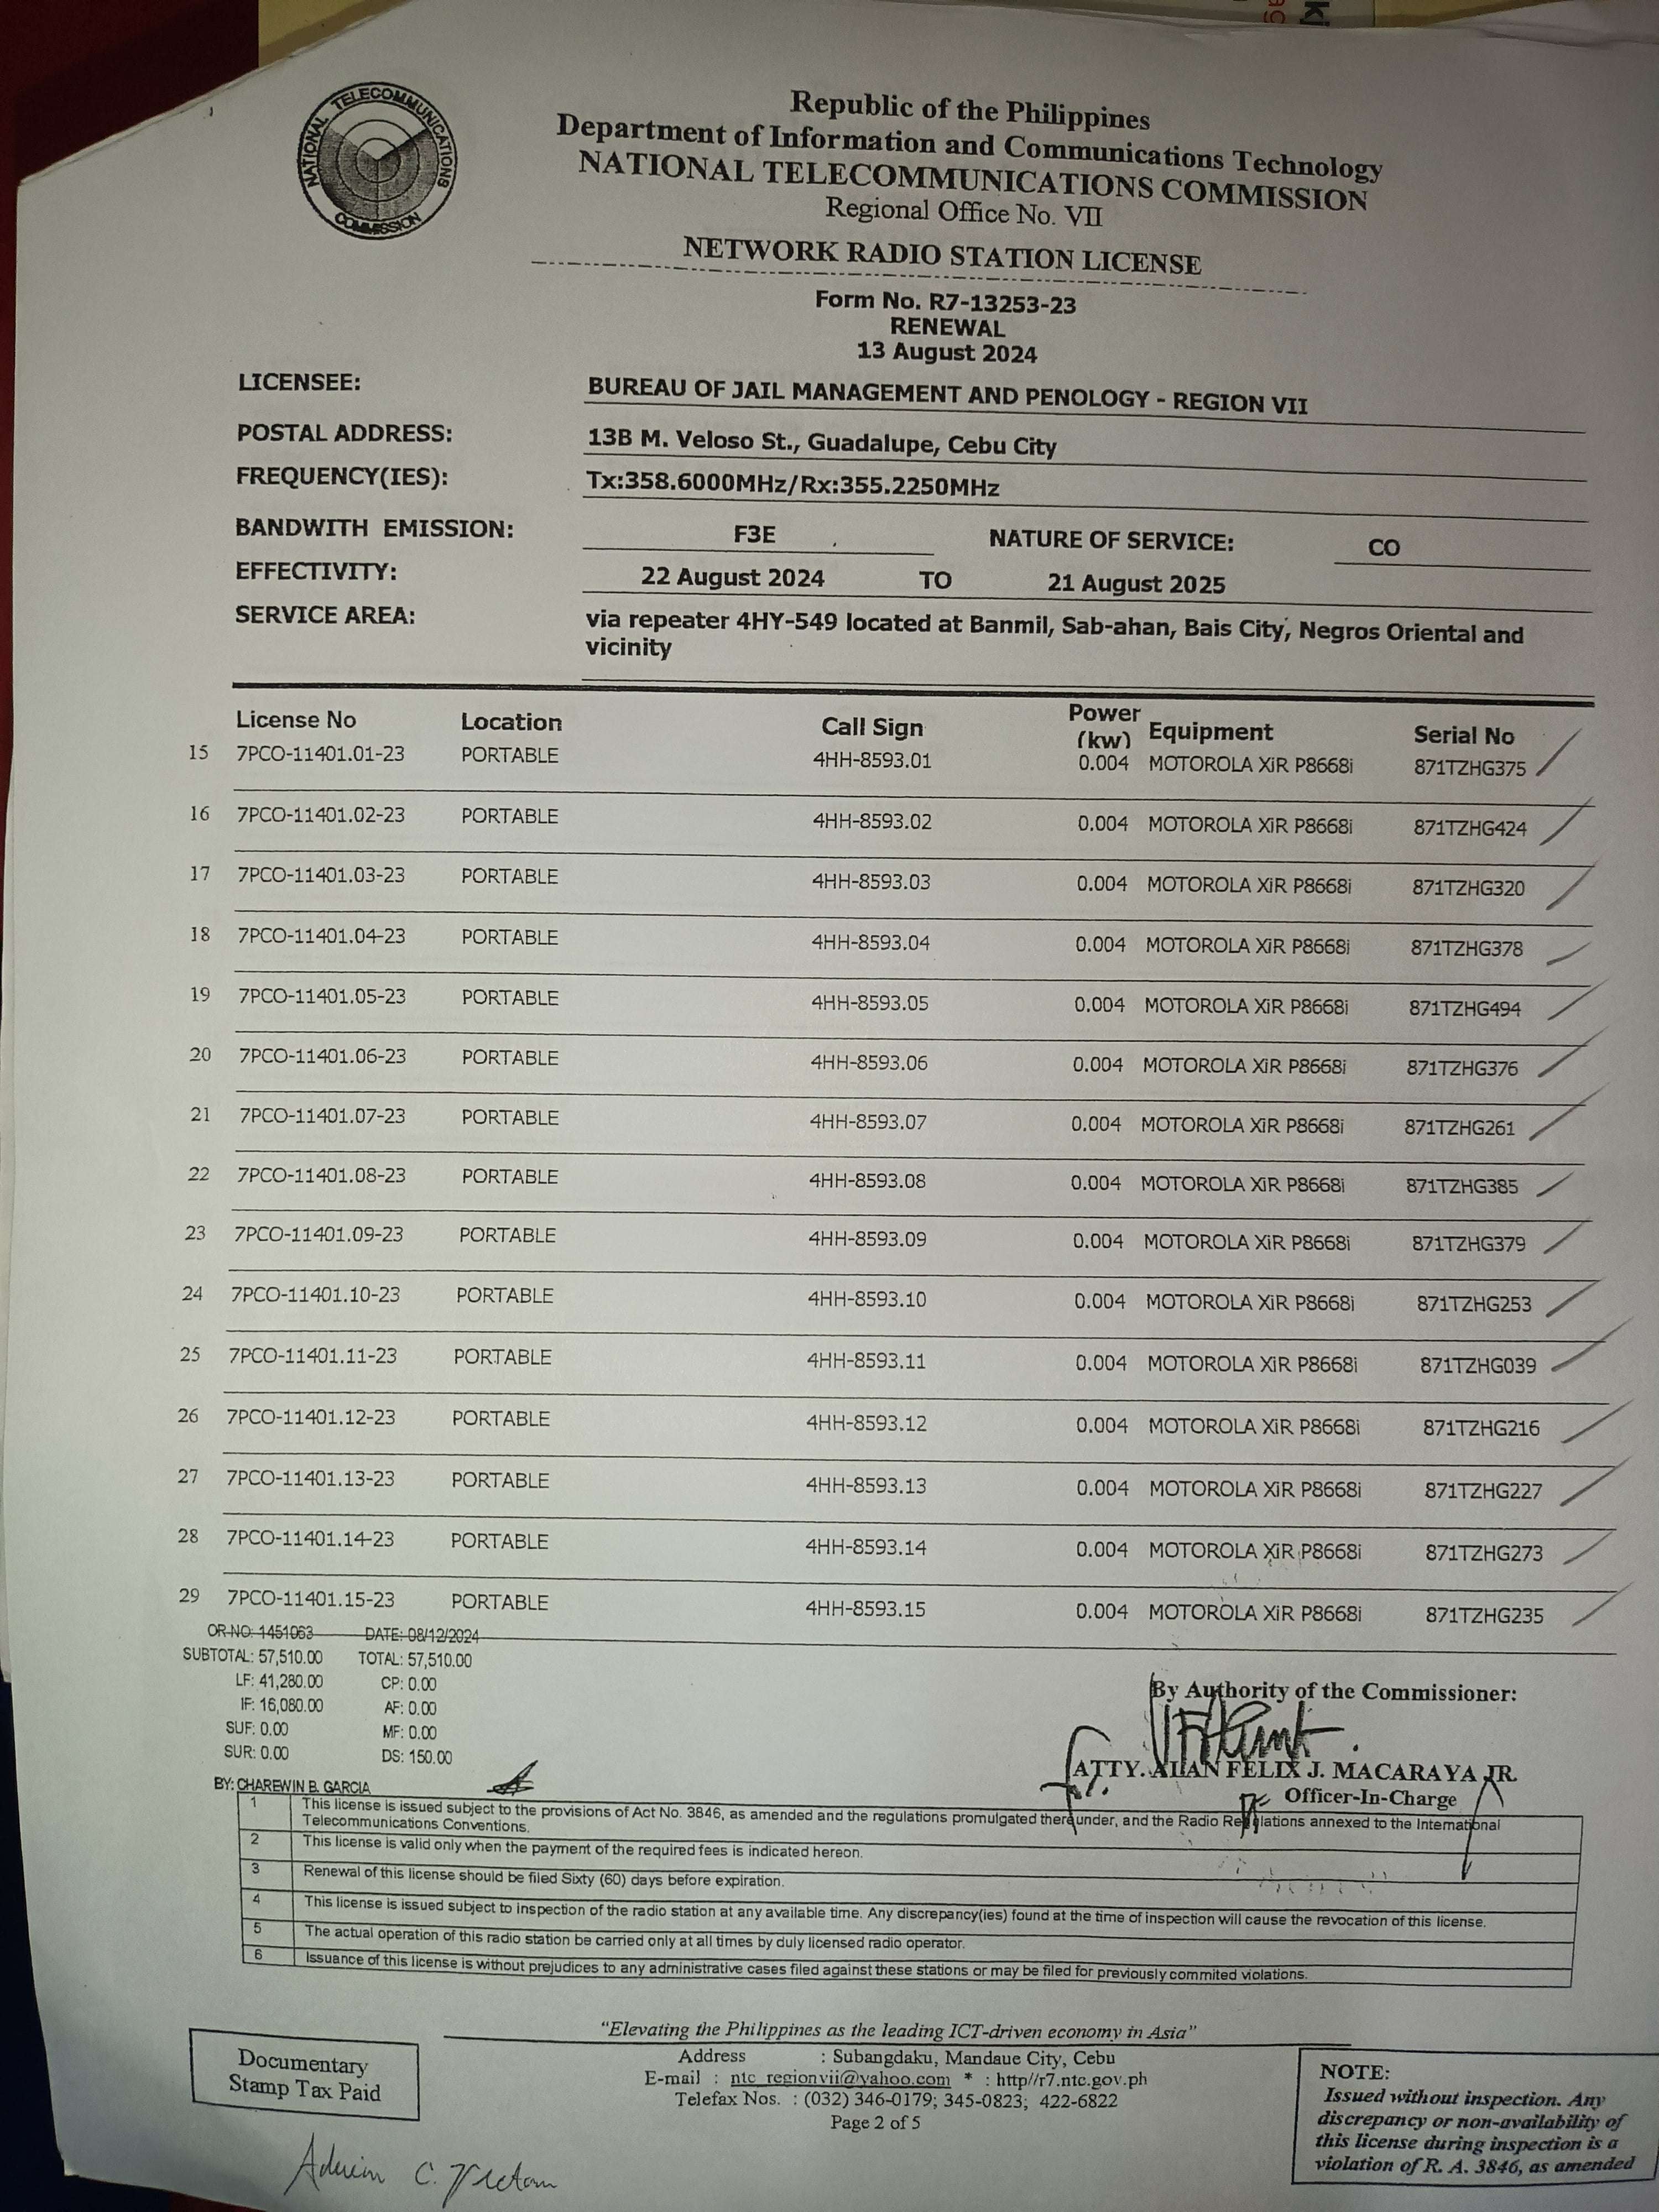 kj
ag
NATIONAL TELECOMMUNICATIONS COMMISSION
Republic of the Philippines
Department of Information and Communications Technology
NATIONAL TELECOMMUNICATIONS COMMISSION
Regional Office No. VII
NETWORK RADIO STATION LICENSE
Form No. R7-13253-23
RENEWAL
13 August 2024
LICENSEE: BUREAU OF JAIL MANAGEMENT AND PENOLOGY - REGION VII
POSTAL ADDRESS: 13B M. Veloso St., Guadalupe, Cebu City
FREQUENCY(IES): Tx:358.6000MHz/Rx:355.2250MHz
BANDWITH EMISSION: F3E NATURE OF SERVICE: CO
EFFECTIVITY: 22 August 2024 TO 21 August 2025
SERVICE AREA: via repeater 4HY-549 located at Banmil, Sab-ahan, Bais City, Negros Oriental and
vicinity
License No Location Call Sign Power (kw) Equipment Serial No
15 7PCO-11401.01-23 PORTABLE 4HH-8593.01 0.004 MOTOROLA XiR P8668i 871TZHG375
16 7PCO-11401.02-23 PORTABLE 4HH-8593.02 0.004 MOTOROLA XiR P8668i 871TZHG424
17 7PCO-11401.03-23 PORTABLE 4HH-8593.03 0.004 MOTOROLA XiR P8668i 871TZHG320
18 7PCO-11401.04-23 PORTABLE 4HH-8593.04 0.004 MOTOROLA XiR P8668i 871TZHG378
19 7PCO-11401.05-23 PORTABLE 4HH-8593.05 0.004 MOTOROLA XiR P8668i 871TZHG494
20 7PCO-11401.06-23 PORTABLE 4HH-8593.06 0.004 MOTOROLA XiR P8668i 871TZHG376
21 7PCO-11401.07-23 PORTABLE 4HH-8593.07 0.004 MOTOROLA XiR P8668i 871TZHG261
22 7PCO-11401.08-23 PORTABLE 4HH-8593.08 0.004 MOTOROLA XiR P8668i 871TZHG385
23 7PCO-11401.09-23 PORTABLE 4HH-8593.09 0.004 MOTOROLA XiR P8668i 871TZHG379
24 7PCO-11401.10-23 PORTABLE 4HH-8593.10 0.004 MOTOROLA XiR P8668i 871TZHG253
25 7PCO-11401.11-23 PORTABLE 4HH-8593.11 0.004 MOTOROLA XiR P8668i 871TZHG039
26 7PCO-11401.12-23 PORTABLE 4HH-8593.12 0.004 MOTOROLA XiR P8668i 871TZHG216
27 7PCO-11401.13-23 PORTABLE 4HH-8593.13 0.004 MOTOROLA XiR P8668i 871TZHG227
28 7PCO-11401.14-23 PORTABLE 4HH-8593.14 0.004 MOTOROLA XiR P8668i 871TZHG273
29 7PCO-11401.15-23 PORTABLE 4HH-8593.15 0.004 MOTOROLA XiR P8668i 871TZHG235
OR NO: 1451063 DATE: 08/12/2024
SUBTOTAL: 57,510.00 TOTAL: 57,510.00
LF: 41,280.00 CP: 0.00
IF: 16,080.00 AF: 0.00
SUF: 0.00 MF: 0.00
SUR: 0.00 DS: 150.00
BY: CHAREWIN B. GARCIA
By Authority of the Commissioner:
ATTY. ALAN FELIX J. MACARAYA JR.
Officer-In-Charge
1 This license is issued subject to the provisions of Act No. 3846, as amended and the regulations promulgated thereunder, and the Radio Regulations annexed to the International
Telecommunications Conventions.
2 This license is valid only when the payment of the required fees is indicated hereon.
3 Renewal of this license should be filed Sixty (60) days before expiration.
4 This license is issued subject to inspection of the radio station at any available time. Any discrepancy(ies) found at the time of inspection will cause the revocation of this license.
5 The actual operation of this radio station be carried only at all times by duly licensed radio operator.
6 Issuance of this license is without prejudices to any administrative cases filed against these stations or may be filed for previously commited violations.
"Elevating the Philippines as the leading ICT-driven economy in Asia"
Address : Subangdaku, Mandaue City, Cebu
E-mail : ntc_regionvii@yahoo.com * : http//r7.ntc.gov.ph
Telefax Nos. : (032) 346-0179; 345-0823; 422-6822
Page 2 of 5
Documentary
Stamp Tax Paid
NOTE:
Issued without inspection. Any
discrepancy or non-availability of
this license during inspection is a
violation of R. A. 3846, as amended